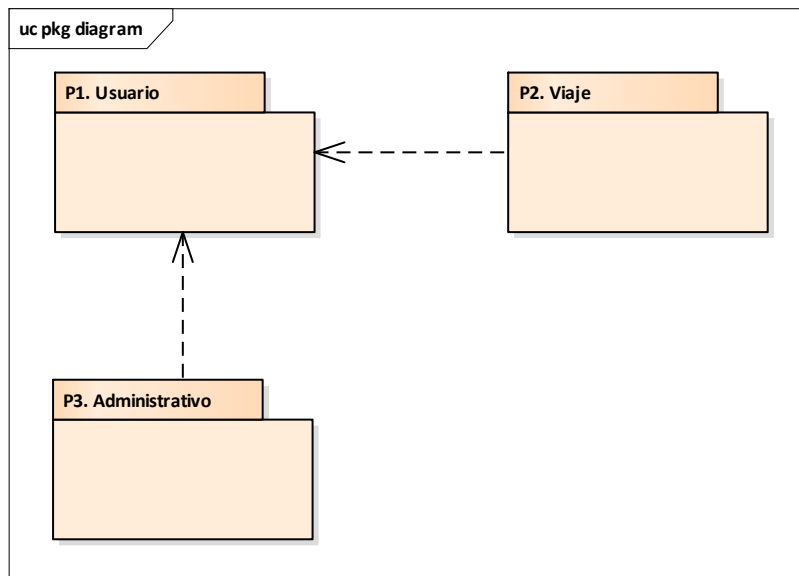 uc pkg diagram
P1. Usuario
P2. Viaje
P3. Administrativo